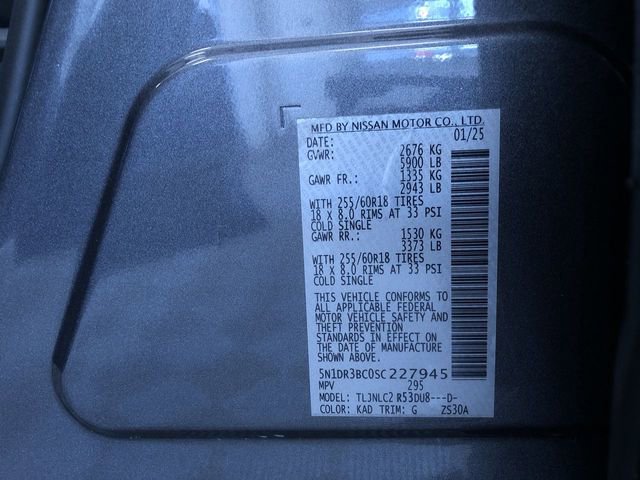 MFD BY NISSAN MOTOR CO., LTD.
DATE: 01/25
GVWR: 2676 KG
5900 LB
GAWR FR.: 1335 KG
2943 LB
WITH 255/60R18 TIRES
18 X 8.0 RIMS AT 33 PSI
COLD SINGLE
GAWR RR.: 1530 KG
3373 LB
WITH 255/60R18 TIRES
18 X 8.0 RIMS AT 33 PSI
COLD SINGLE
THIS VEHICLE CONFORMS TO
ALL APPLICABLE FEDERAL
MOTOR VEHICLE SAFETY AND
THEFT PREVENTION
STANDARDS IN EFFECT ON
THE DATE OF MANUFACTURE
SHOWN ABOVE.
5N1DR3BC0SC227945
MPV 295
MODEL: TLJNLC2 R53DU8---D-
COLOR: KAD TRIM: G ZS30A